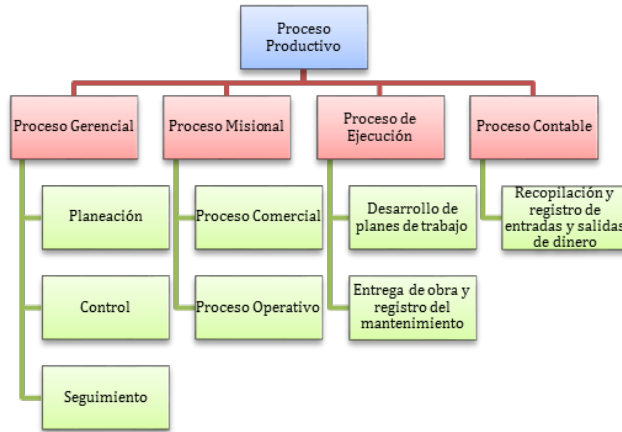 Proceso
Productivo
Proceso Gerencial
Proceso Misional
Proceso de
Ejecución
Proceso Contable
Planeación
Control
Seguimiento
Proceso Comercial
Proceso Operativo
Desarrollo de
planes de trabajo
Entrega de obra y
registro del
mantenimiento
Recopilación y
registro de
entradas y salidas
de dinero